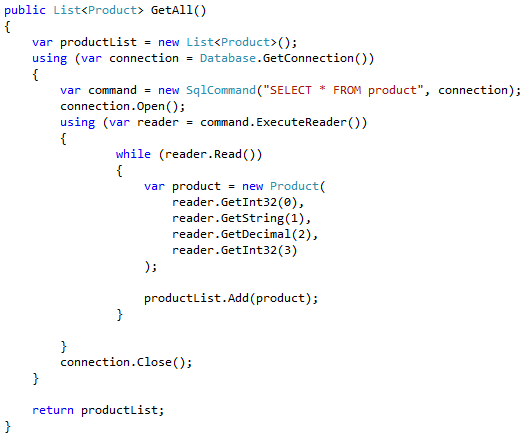 public List<Product> GetAll()
{
    var productList = new List<Product>();
    using (var connection = Database.GetConnection())
    {
        var command = new SqlCommand("SELECT * FROM product", connection);
        connection.Open();
        using (var reader = command.ExecuteReader())
        {
                while (reader.Read())
                {
                    var product = new Product(
                        reader.GetInt32(0),
                        reader.GetString(1),
                        reader.GetDecimal(2),
                        reader.GetInt32(3)
                    );

                    productList.Add(product);
                }

        }
        connection.Close();
    }

    return productList;
}